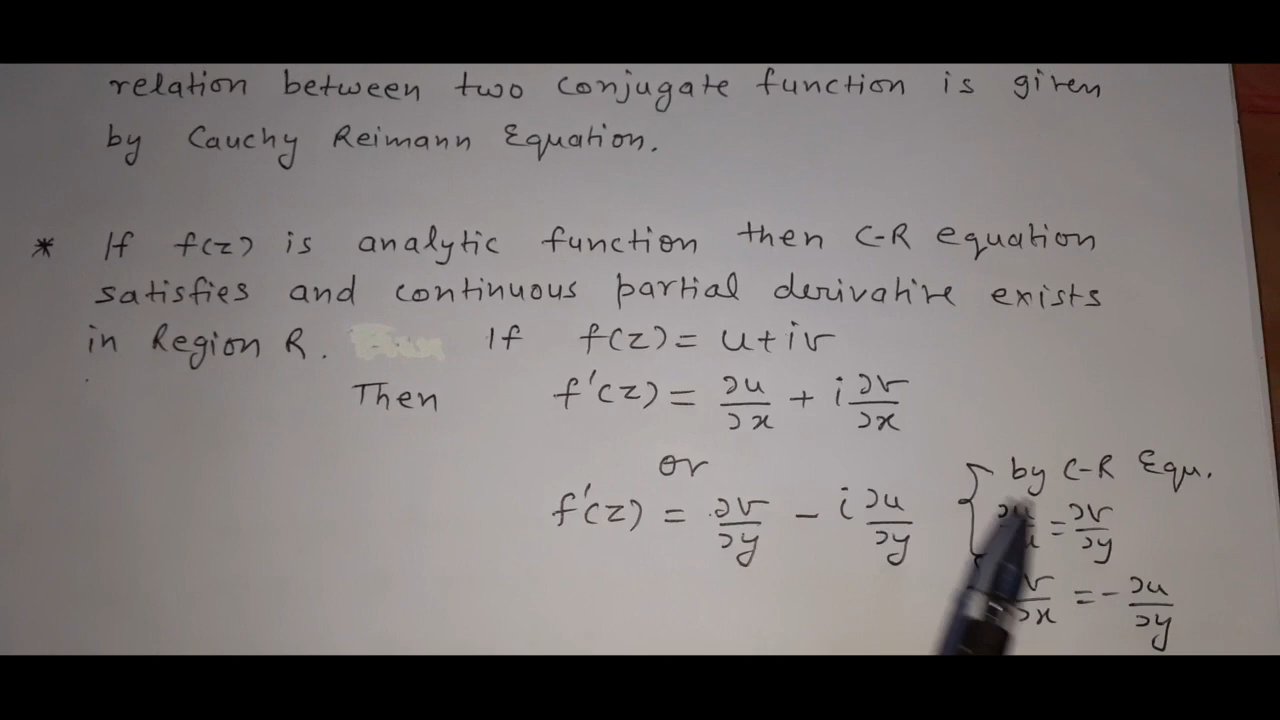 relation between two conjugate function is given
by Cauchy Reimann Equation.
* If f(z) is analytic function then C-R equation
satisfies and continuous partial derivative exists
in Region R. If f(z) = u+iv
Then f'(z) = ∂u/∂x + i ∂v/∂x
or
f'(z) = ∂v/∂y - i ∂u/∂y { by C-R Equ.
∂u = ∂v/∂y
v/∂x = - ∂u/∂y